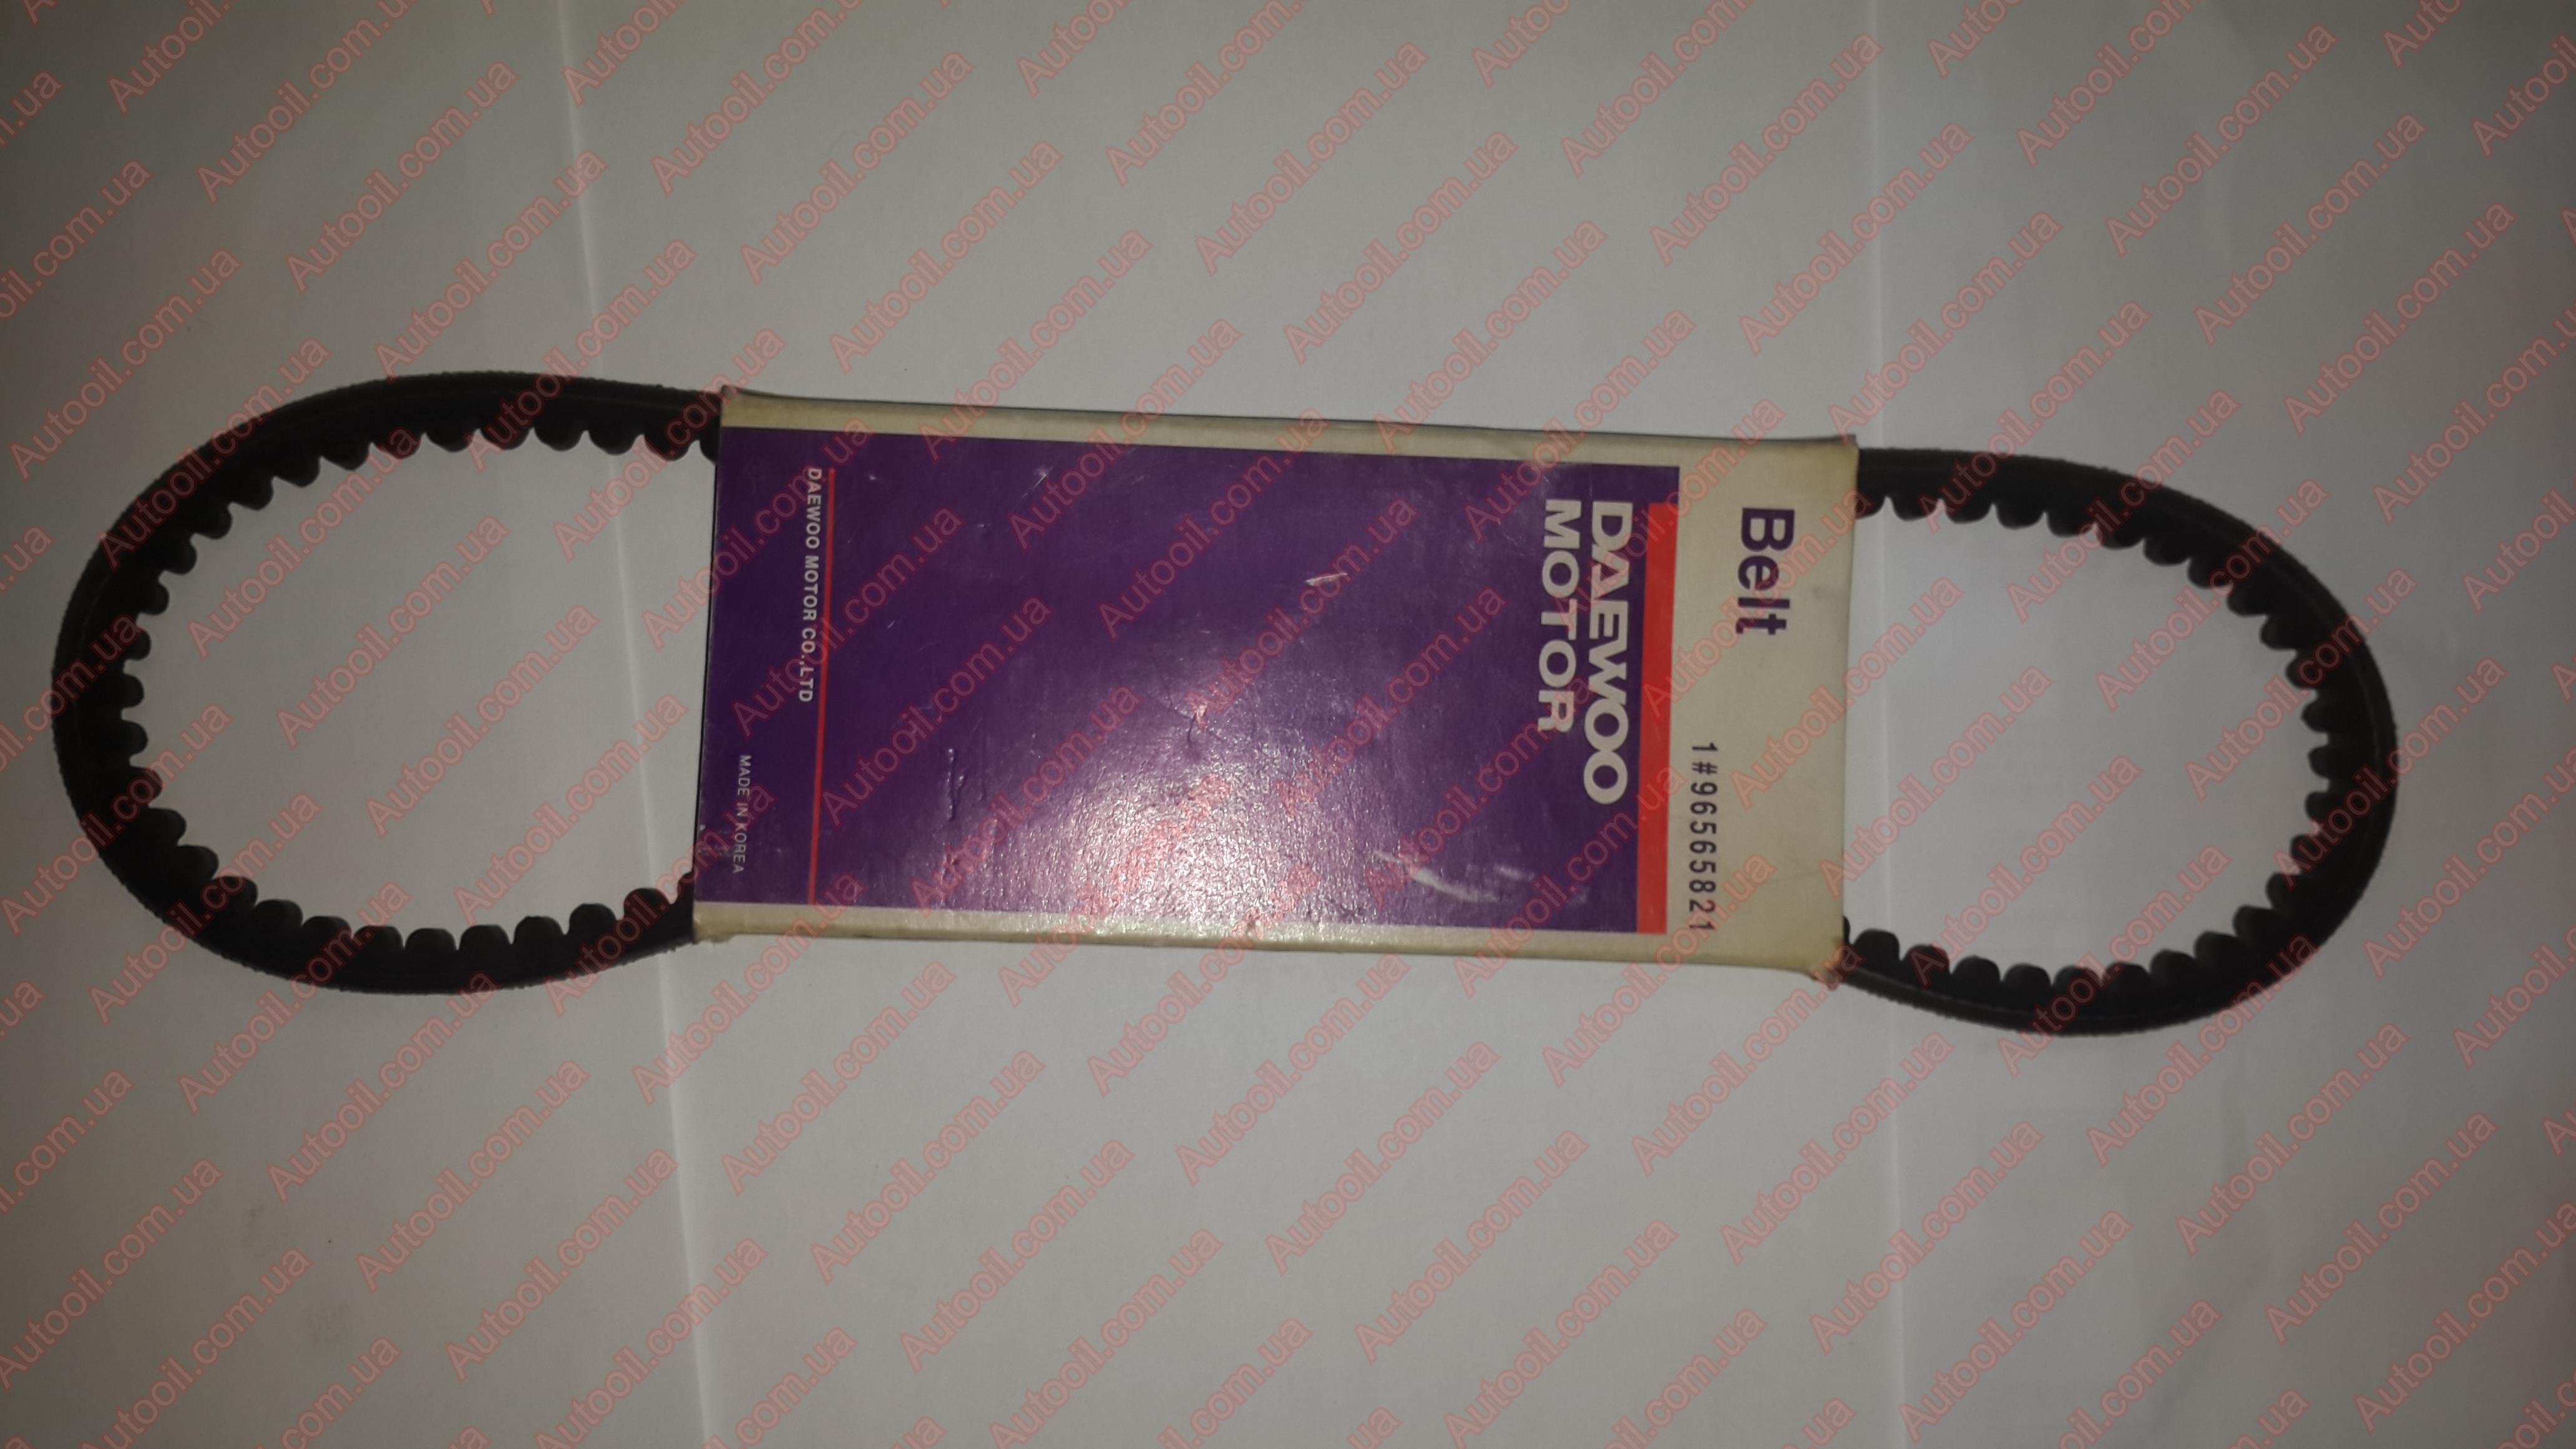 Belt
1#96565821
DAEWOO
MOTOR
DAEWOO MOTOR CO.,LTD
MADE IN KOREA
Autooil.com.ua